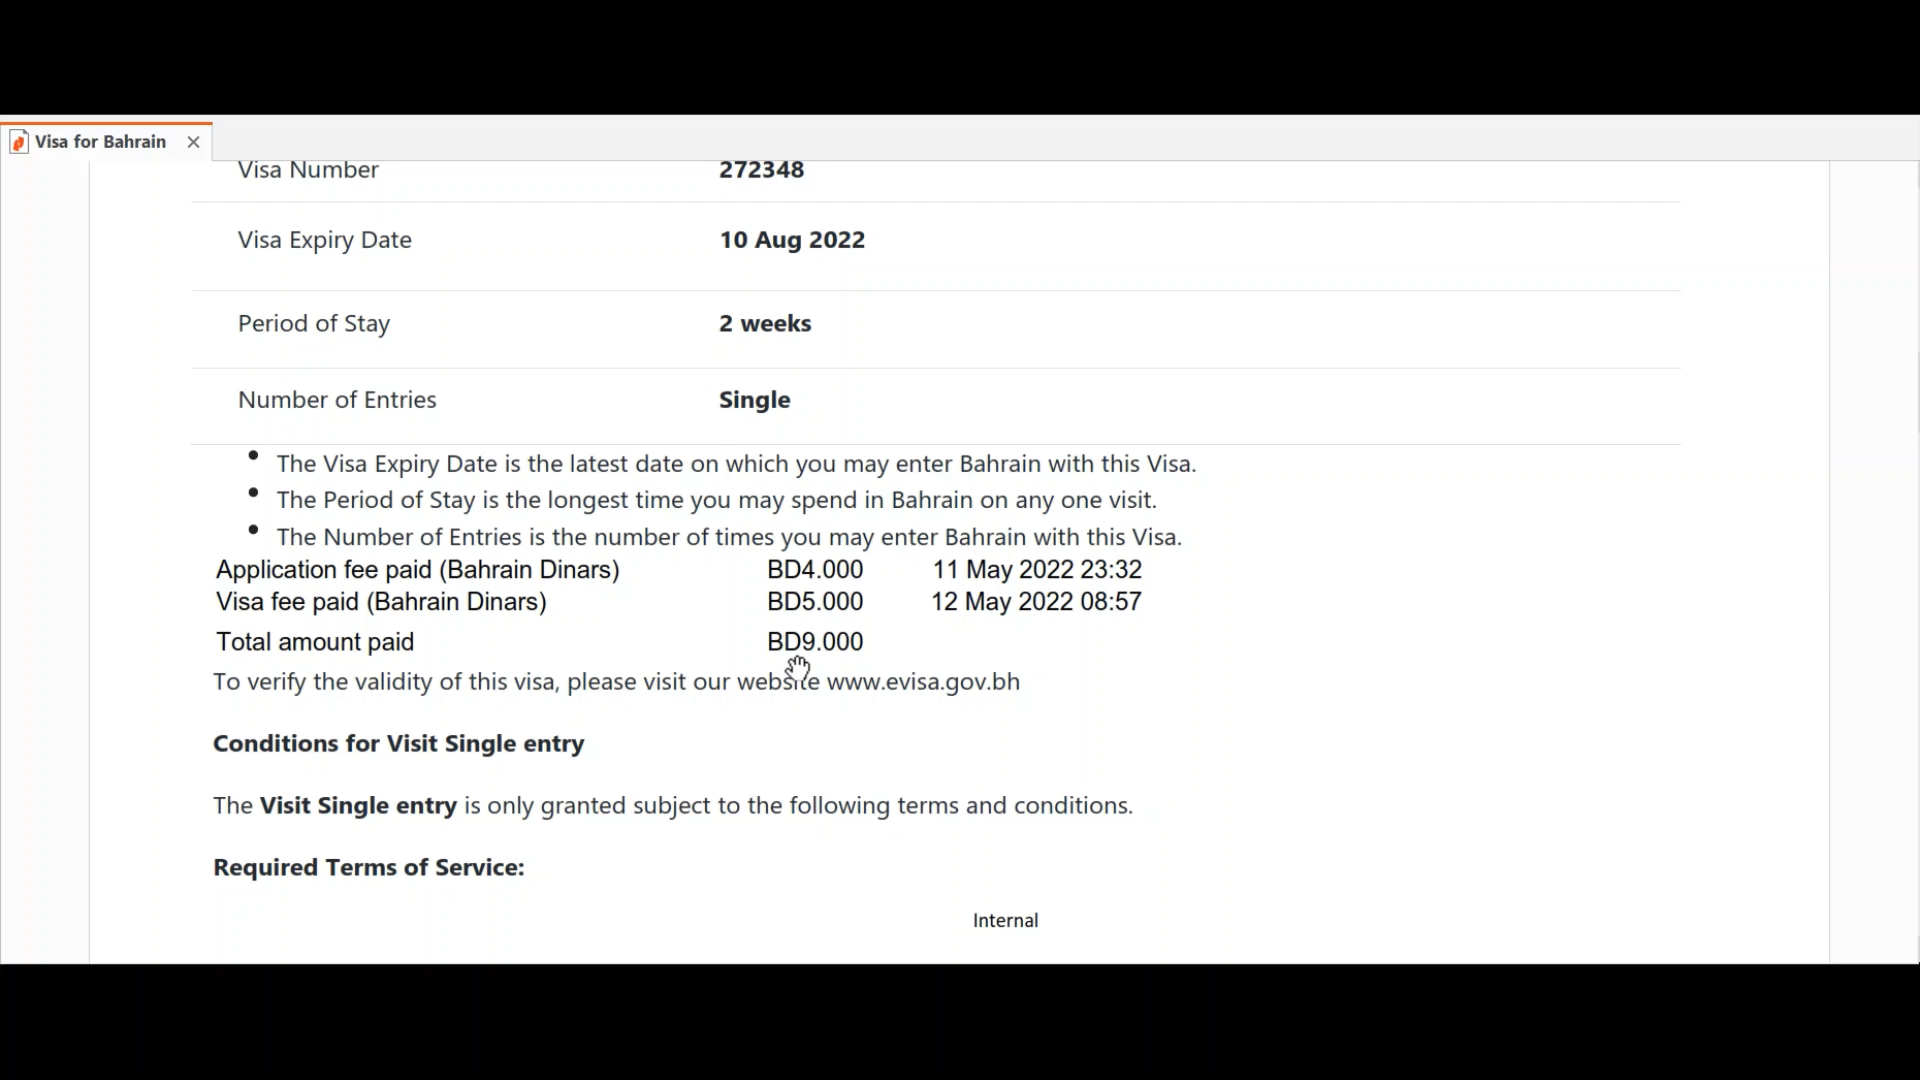 Visa for Bahrain
Visa Number 272348
Visa Expiry Date 10 Aug 2022
Period of Stay 2 weeks
Number of Entries Single
• The Visa Expiry Date is the latest date on which you may enter Bahrain with this Visa.
• The Period of Stay is the longest time you may spend in Bahrain on any one visit.
• The Number of Entries is the number of times you may enter Bahrain with this Visa.
Application fee paid (Bahrain Dinars) BD4.000 11 May 2022 23:32
Visa fee paid (Bahrain Dinars) BD5.000 12 May 2022 08:57
Total amount paid BD9.000
To verify the validity of this visa, please visit our website www.evisa.gov.bh
Conditions for Visit Single entry
The Visit Single entry is only granted subject to the following terms and conditions.
Required Terms of Service:
Internal